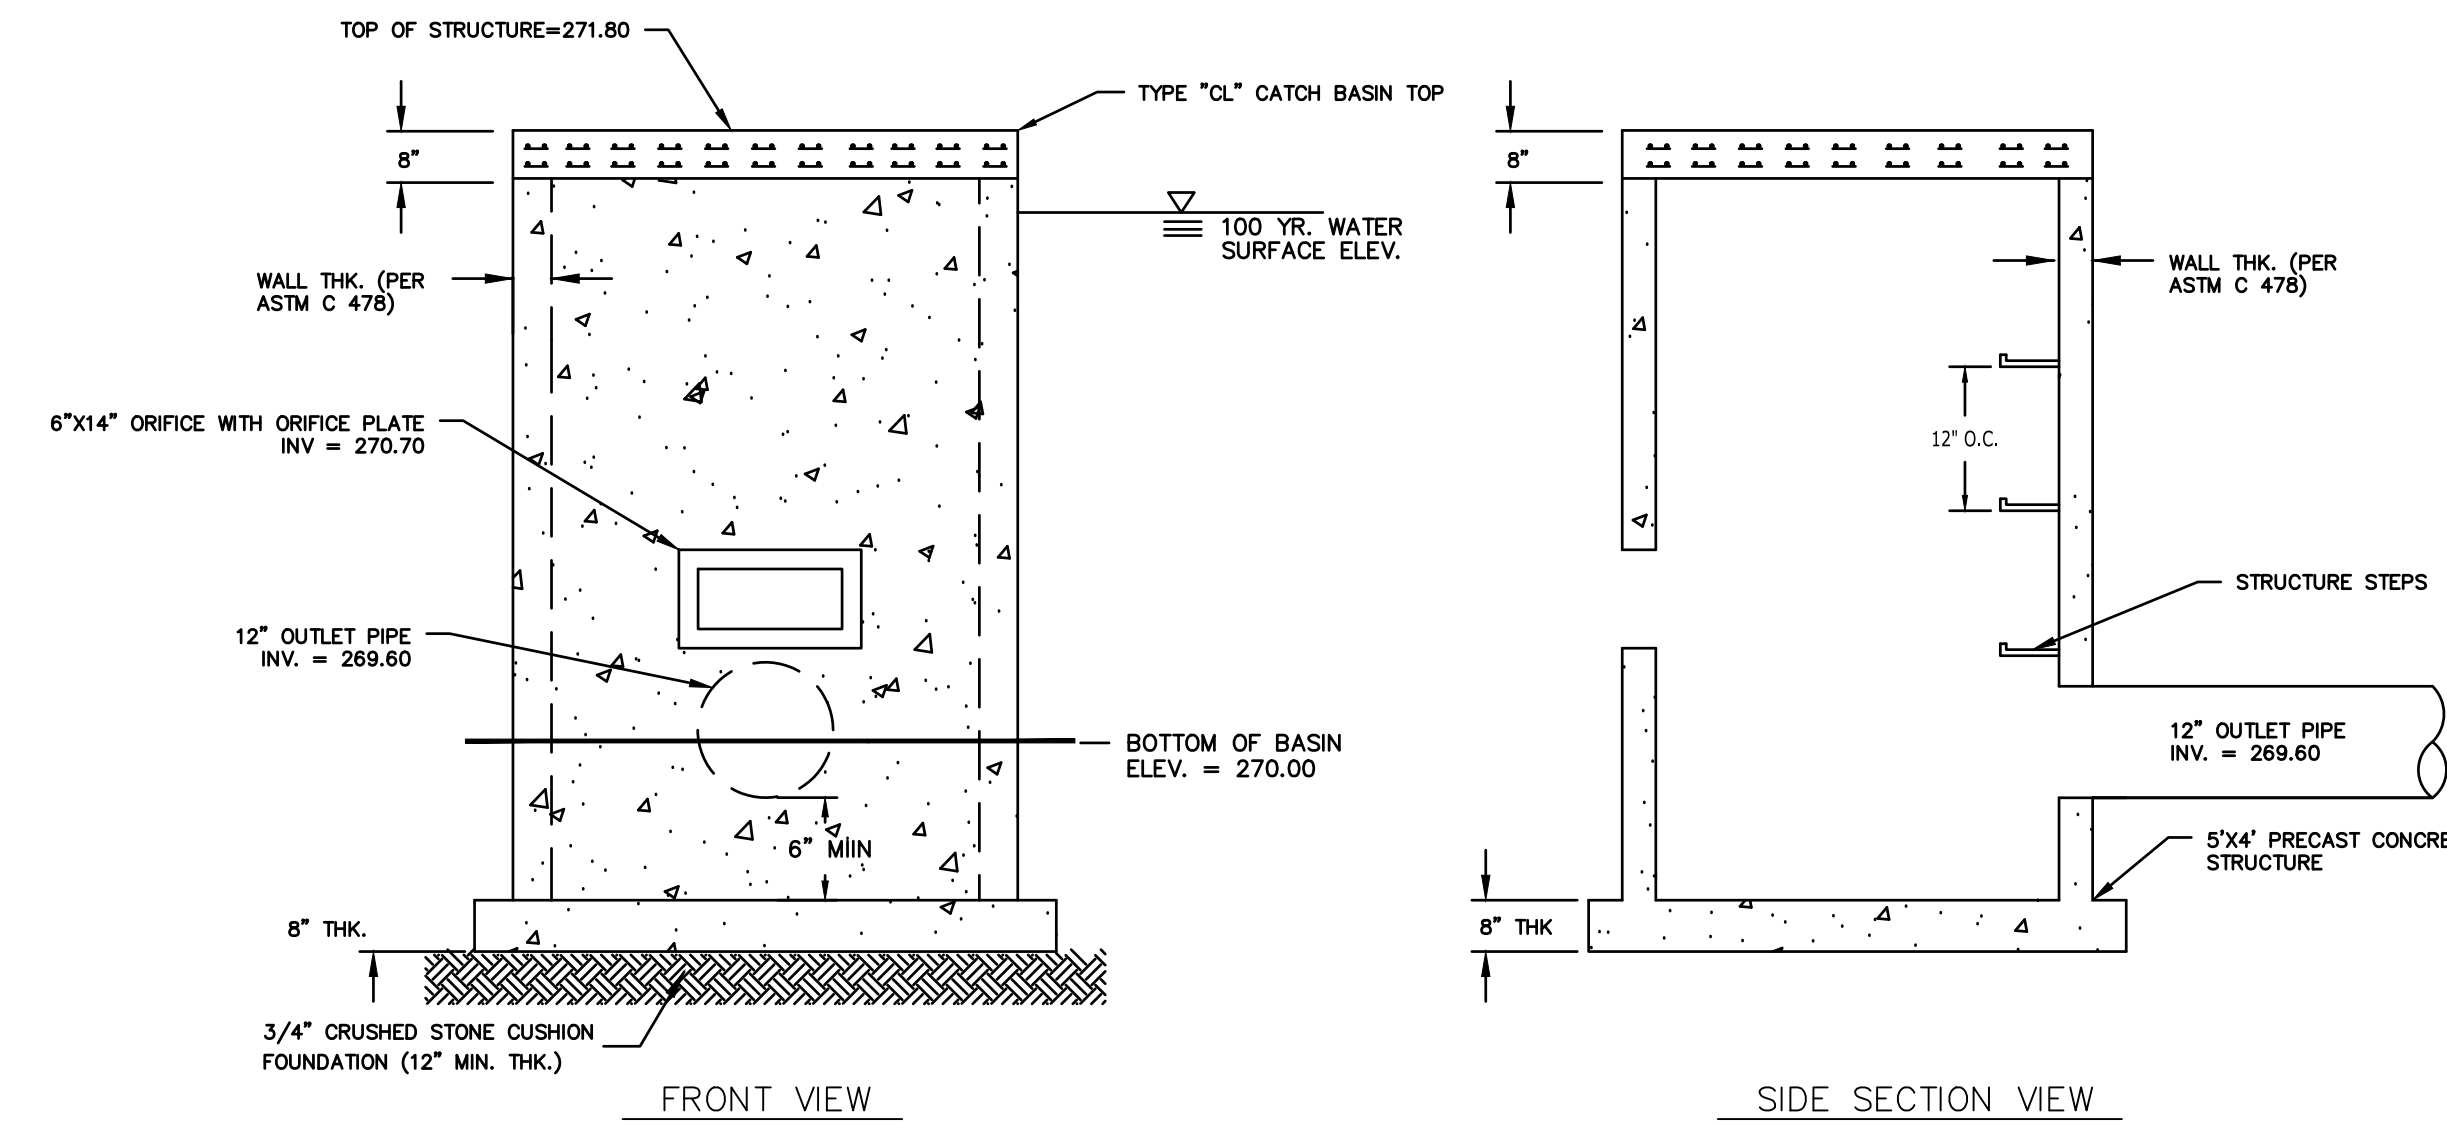 TOP OF STRUCTURE=271.80
TYPE "CL" CATCH BASIN TOP
8"
100 YR. WATER
SURFACE ELEV.
WALL THK. (PER
ASTM C 478)
6"X14" ORIFICE WITH ORIFICE PLATE
INV = 270.70
12" OUTLET PIPE
INV. = 269.60
BOTTOM OF BASIN
ELEV. = 270.00
6" MIIN
8" THK.
3/4" CRUSHED STONE CUSHION
FOUNDATION (12" MIN. THK.)
FRONT VIEW
8"
WALL THK. (PER
ASTM C 478)
12" O.C.
STRUCTURE STEPS
12" OUTLET PIPE
INV. = 269.60
5'X4' PRECAST CONCRE
STRUCTURE
8" THK
SIDE SECTION VIEW